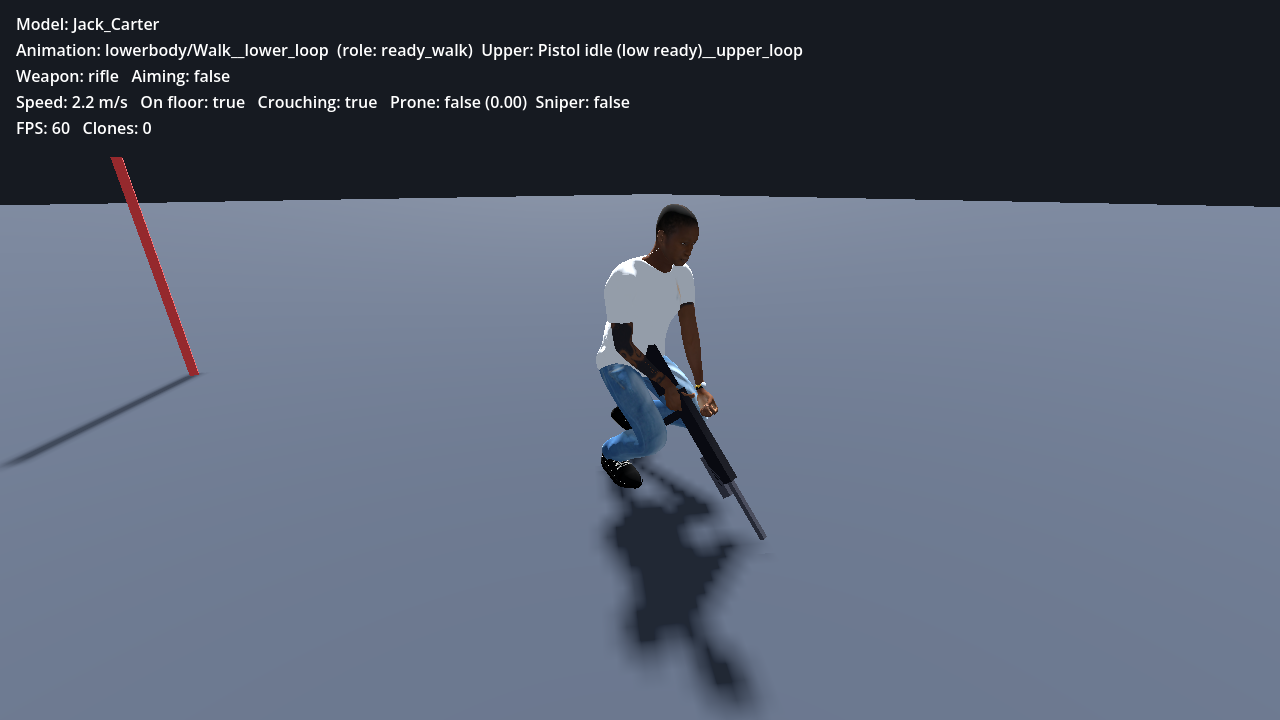 Model: Jack_Carter
Animation: lowerbody/Walk__lower_loop  (role: ready_walk)  Upper: Pistol idle (low ready)__upper_loop
Weapon: rifle   Aiming: false
Speed: 2.2 m/s   On floor: true   Crouching: true   Prone: false (0.00)  Sniper: false
FPS: 60   Clones: 0